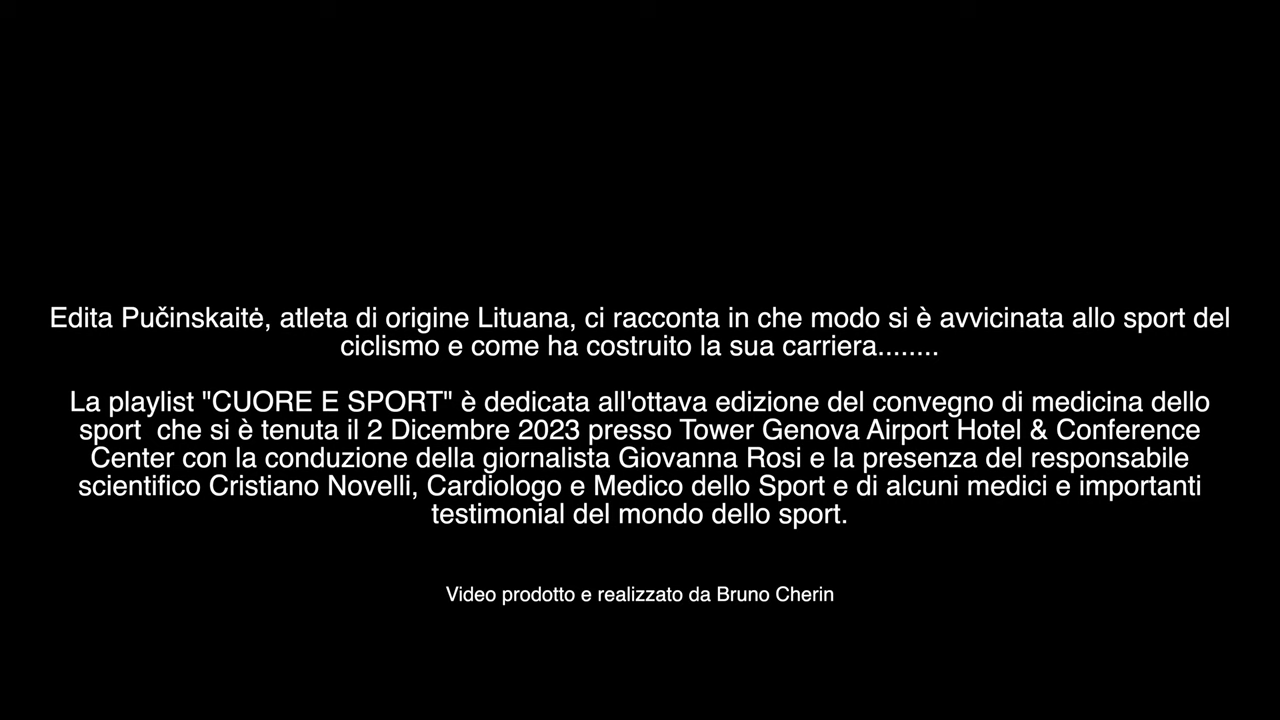 Edita Pučinskaitė, atleta di origine Lituana, ci racconta in che modo si è avvicinata allo sport del
ciclismo e come ha costruito la sua carriera........
La playlist "CUORE E SPORT" è dedicata all'ottava edizione del convegno di medicina dello
sport  che si è tenuta il 2 Dicembre 2023 presso Tower Genova Airport Hotel & Conference
Center con la conduzione della giornalista Giovanna Rosi e la presenza del responsabile
scientifico Cristiano Novelli, Cardiologo e Medico dello Sport e di alcuni medici e importanti
testimonial del mondo dello sport.
Video prodotto e realizzato da Bruno Cherin